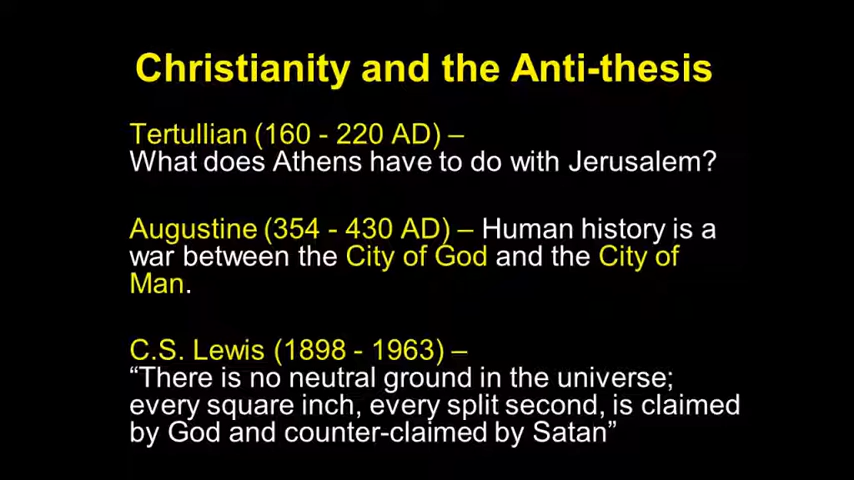 Christianity and the Anti-thesis
Tertullian (160 - 220 AD) –
What does Athens have to do with Jerusalem?
Augustine (354 - 430 AD) – Human history is a
war between the City of God and the City of
Man.
C.S. Lewis (1898 - 1963) –
“There is no neutral ground in the universe;
every square inch, every split second, is claimed
by God and counter-claimed by Satan”